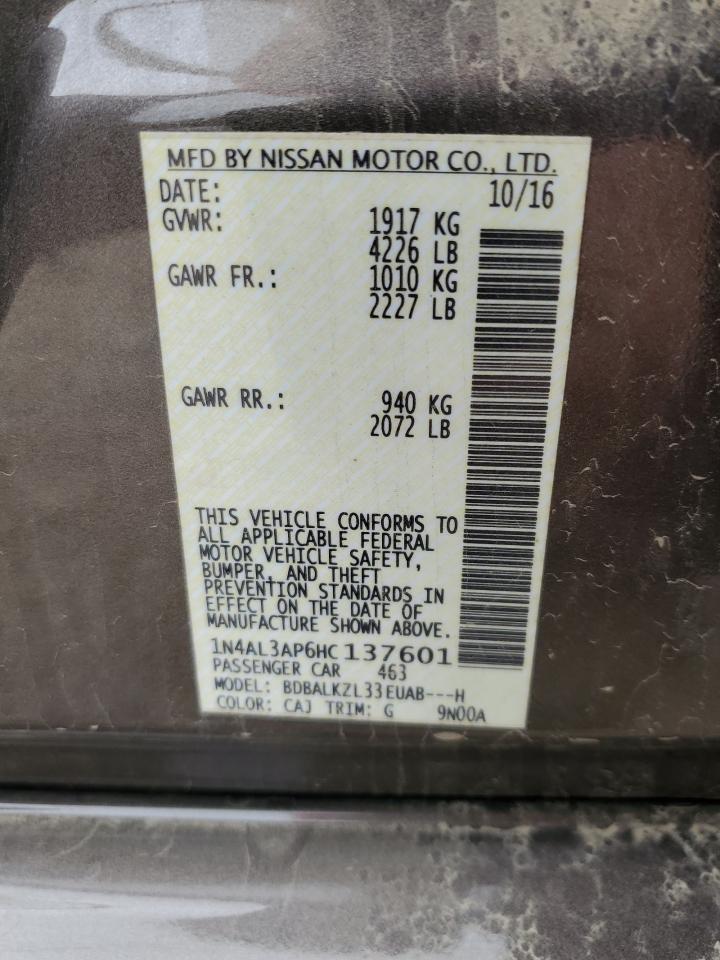 MFD BY NISSAN MOTOR CO., LTD.
DATE: 10/16
GVWR: 1917 KG
4226 LB
GAWR FR.: 1010 KG
2227 LB
GAWR RR.: 940 KG
2072 LB
THIS VEHICLE CONFORMS TO
ALL APPLICABLE FEDERAL
MOTOR VEHICLE SAFETY,
BUMPER, AND THEFT
PREVENTION STANDARDS IN
EFFECT ON THE DATE OF
MANUFACTURE SHOWN ABOVE.
1N4AL3AP6HC137601
PASSENGER CAR 463
MODEL: BDBALKZL33EUAB---H
COLOR: CAJ TRIM: G 9N00A